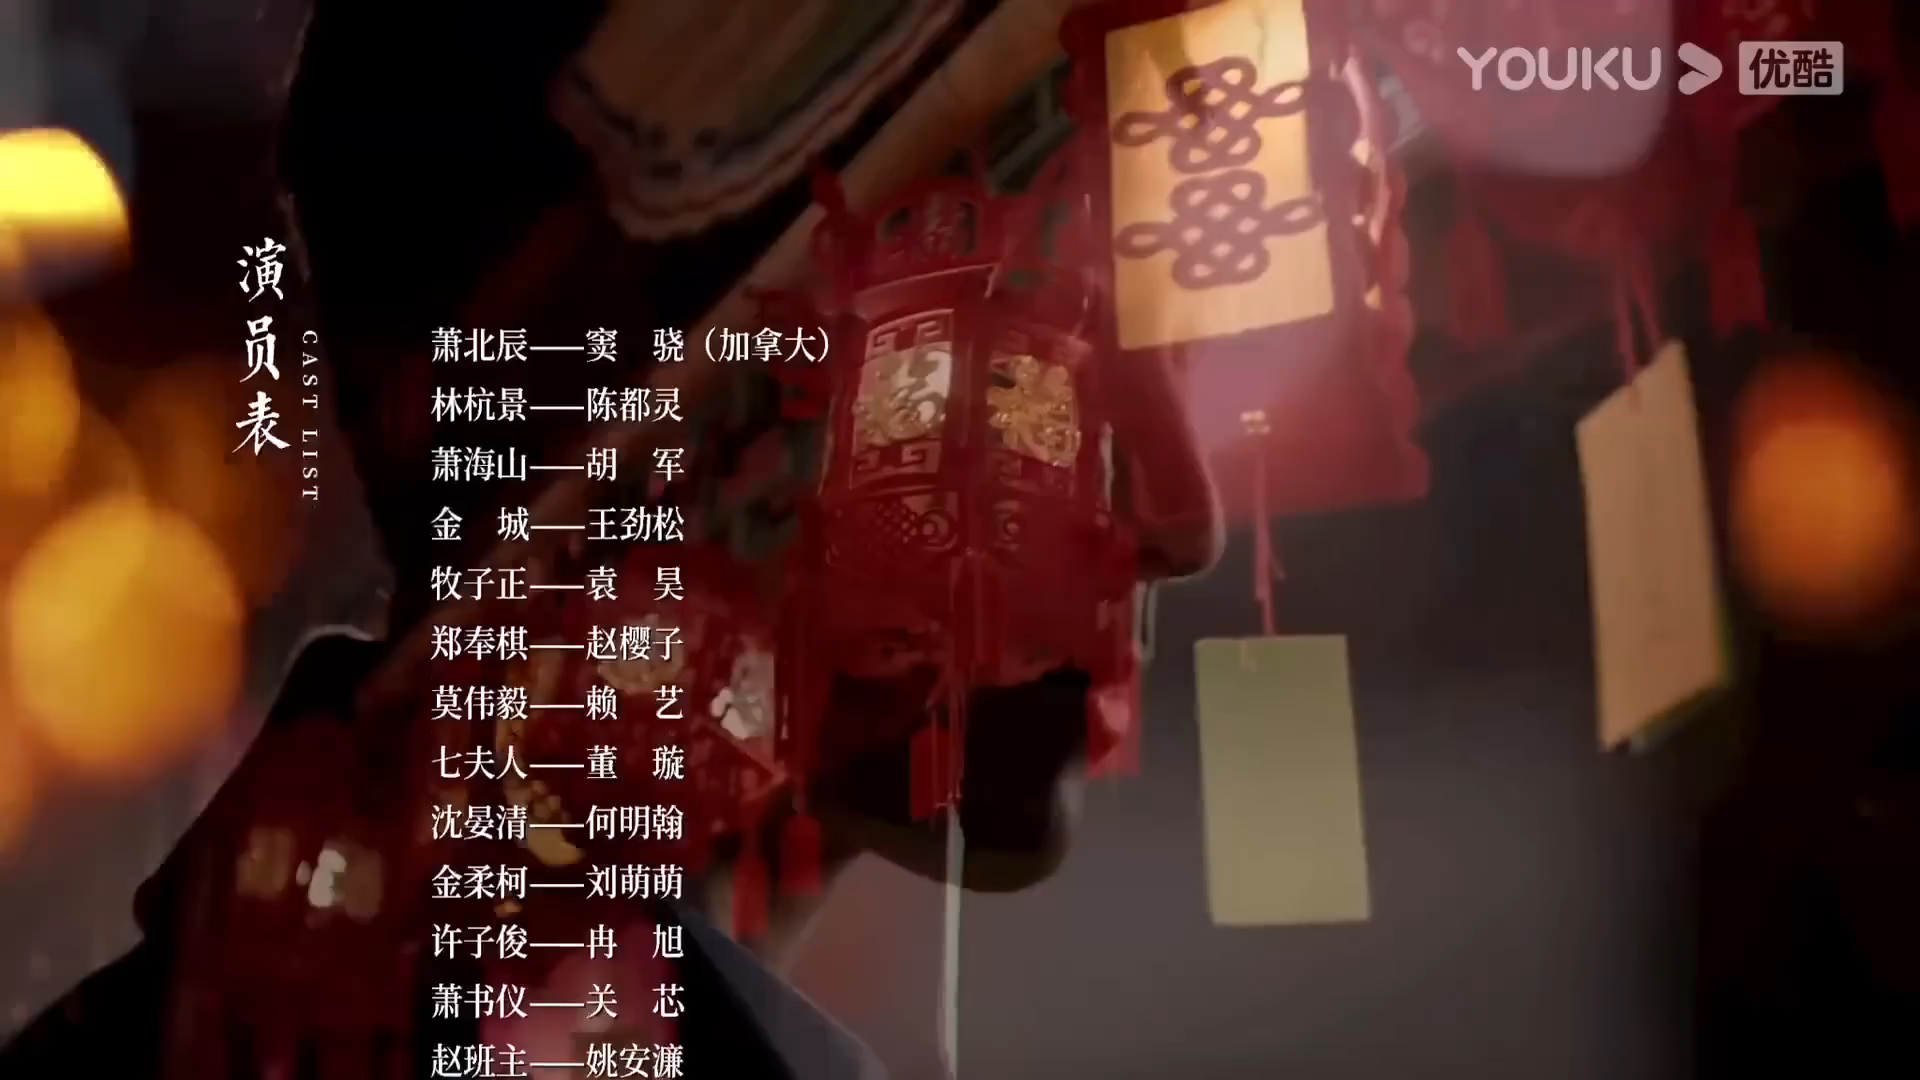 YOUKU 优酷
演员表
CAST LIST
萧北辰——窦　骁（加拿大）
林杭景——陈都灵
萧海山——胡　军
金　城——王劲松
牧子正——袁　昊
郑奉棋——赵樱子
莫伟毅——赖　艺
七夫人——董　璇
沈晏清——何明翰
金柔柯——刘萌萌
许子俊——冉　旭
萧书仪——关　芯
赵班主——姚安濂